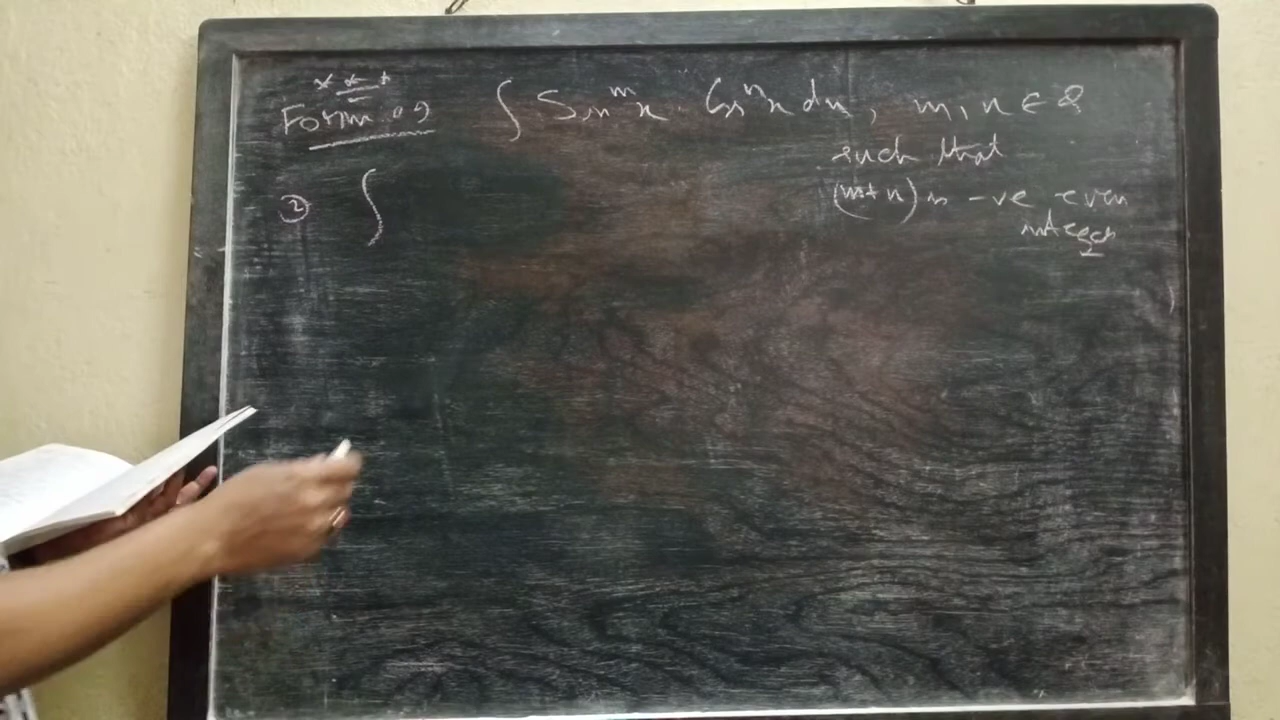 * * *
Form 09 ∫ Sin^m x · Cos^n x dx, m, n ∈ Q
such that
(m+n) is -ve even
integer
② ∫